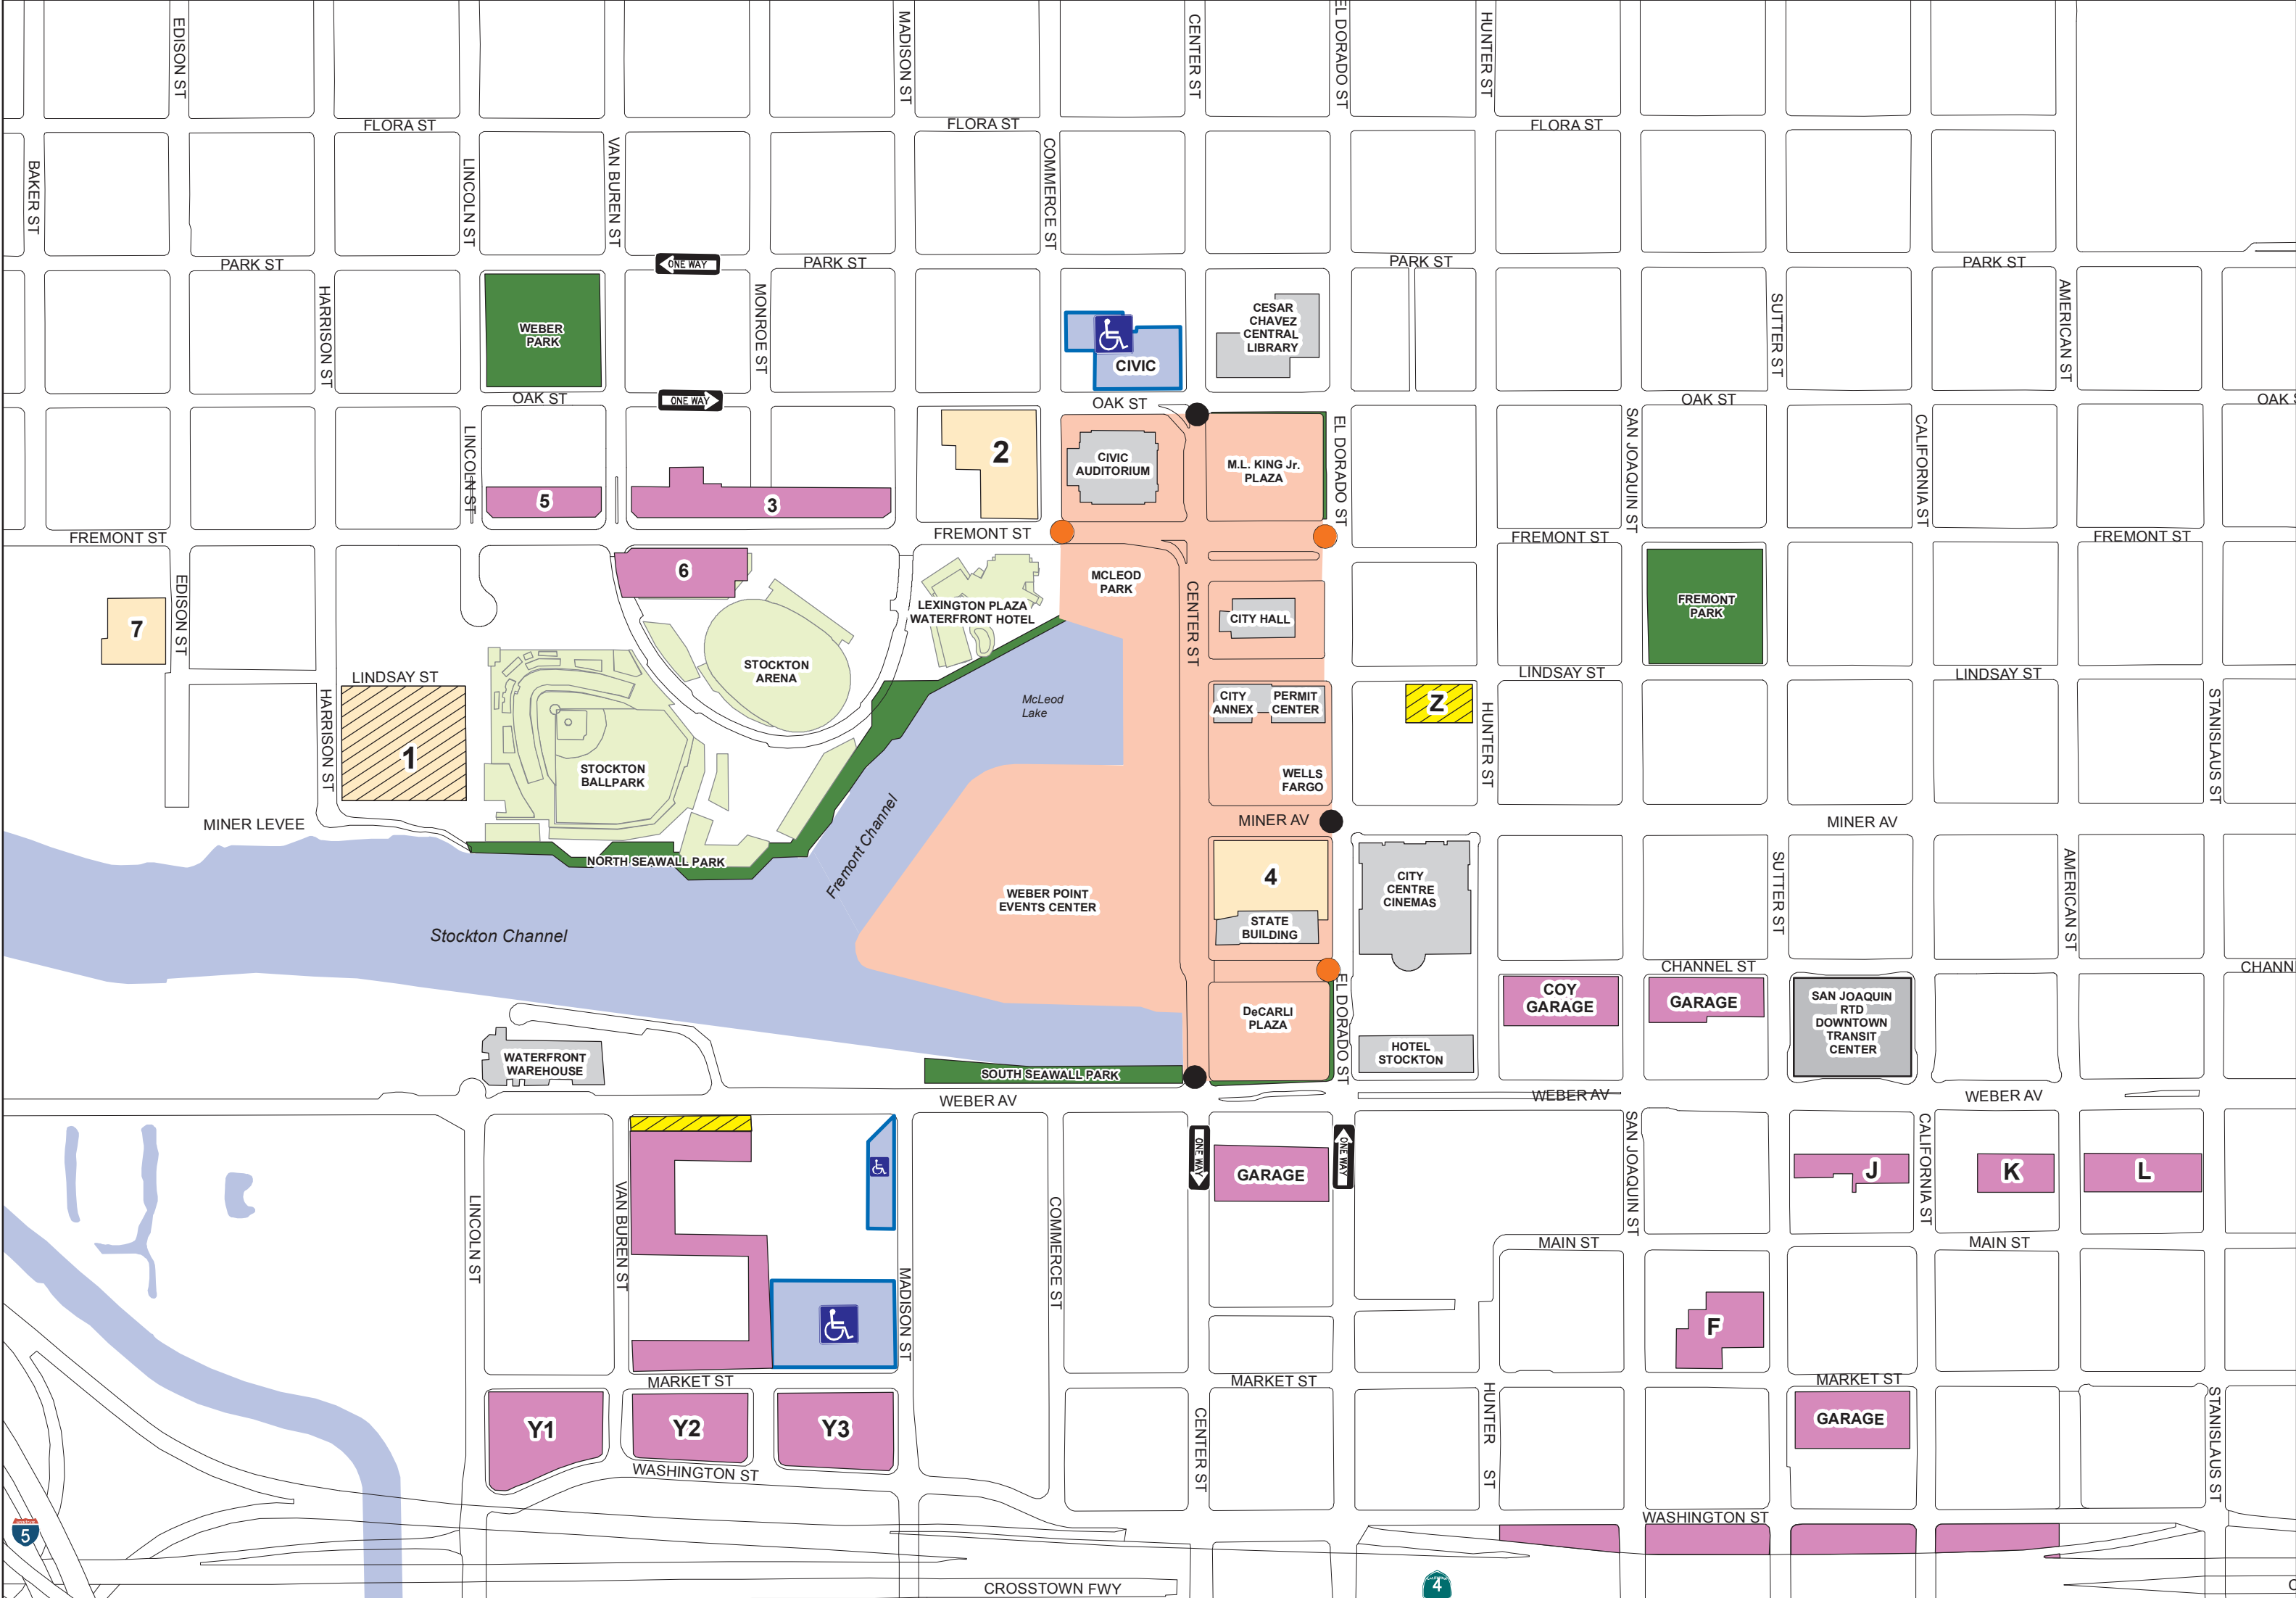 EDISON ST
MADISON ST
CENTER ST
EL DORADO ST
HUNTER ST
FLORA ST
FLORA ST
FLORA ST
BAKER ST
LINCOLN ST
VAN BUREN ST
COMMERCE ST
PARK ST
ONE WAY
PARK ST
PARK ST
PARK ST
HARRISON ST
WEBER
PARK
MONROE ST
CIVIC
CESAR
CHAVEZ
CENTRAL
LIBRARY
SUTTER ST
AMERICAN ST
OAK ST
ONE WAY
OAK ST
OAK ST
OAK S
LINCOLN ST
5
3
2
CIVIC
AUDITORIUM
M.L. KING Jr.
PLAZA
EL DORADO ST
SAN JOAQUIN ST
CALIFORNIA ST
FREMONT ST
FREMONT ST
FREMONT ST
FREMONT ST
7
EDISON ST
6
STOCKTON
ARENA
LEXINGTON PLAZA
WATERFRONT HOTEL
MCLEOD
PARK
CENTER ST
CITY HALL
FREMONT
PARK
LINDSAY ST
LINDSAY ST
LINDSAY ST
HARRISON ST
1
STOCKTON
BALLPARK
McLeod
Lake
CITY
ANNEX
PERMIT
CENTER
WELLS
FARGO
Z
HUNTER ST
STANISLAUS ST
MINER LEVEE
MINER AV
MINER AV
NORTH SEAWALL PARK
Fremont Channel
Stockton Channel
WEBER POINT
EVENTS CENTER
4
STATE
BUILDING
CITY
CENTRE
CINEMAS
SUTTER ST
AMERICAN ST
CHANNEL ST
CHANN
DeCARLI
PLAZA
EL DORADO ST
HOTEL
STOCKTON
COY
GARAGE
GARAGE
SAN JOAQUIN
RTD
DOWNTOWN
TRANSIT
CENTER
WATERFRONT
WAREHOUSE
SOUTH SEAWALL PARK
WEBER AV
WEBER AV
WEBER AV
LINCOLN ST
VAN BUREN ST
MADISON ST
COMMERCE ST
ONE WAY
GARAGE
ONE WAY
SAN JOAQUIN ST
J
CALIFORNIA ST
K
L
MAIN ST
MAIN ST
F
MARKET ST
MARKET ST
MARKET ST
Y1
Y2
Y3
CENTER ST
HUNTER ST
GARAGE
STANISLAUS ST
WASHINGTON ST
WASHINGTON ST
5
4
CROSSTOWN FWY
C